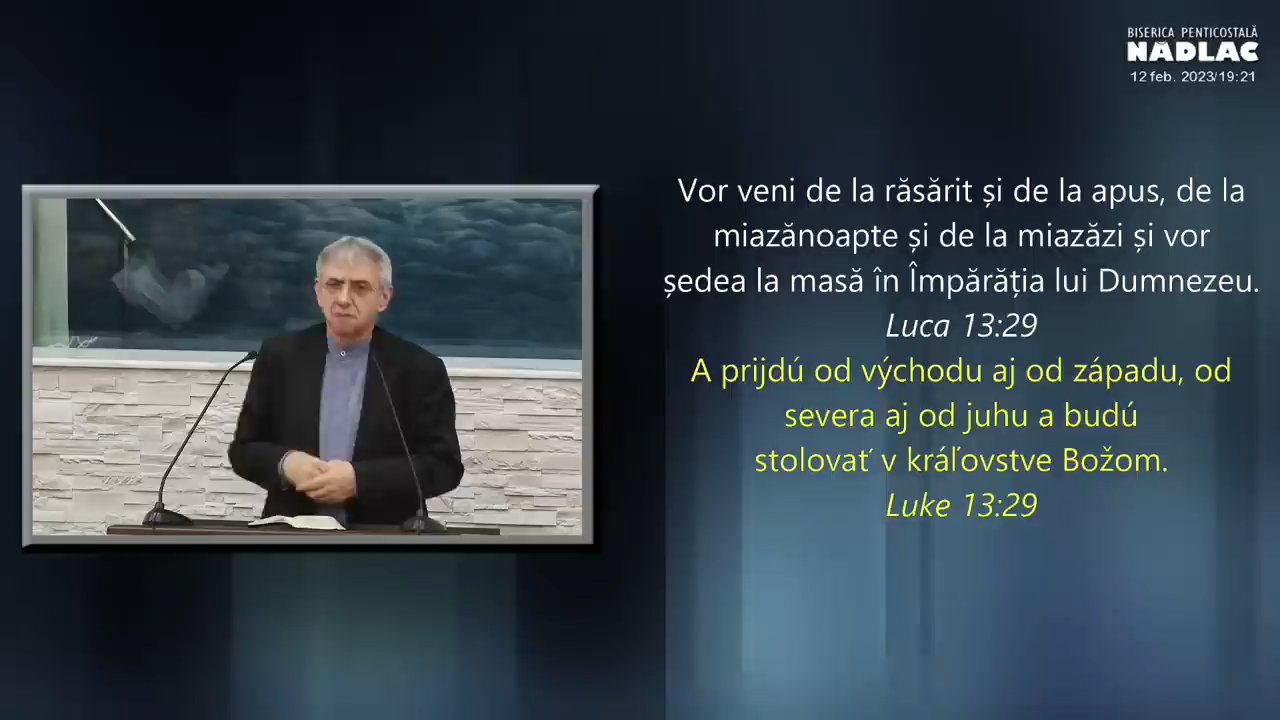 BISERICA PENTICOSTALĂ
NĂDLAC
12 feb. 2023/19:21
Vor veni de la răsărit și de la apus, de la
miazănoapte și de la miazăzi și vor
ședea la masă în Împărăția lui Dumnezeu.
Luca 13:29
A prijdú od východu aj od západu, od
severa aj od juhu a budú
stolovať v kráľovstve Božom.
Luke 13:29